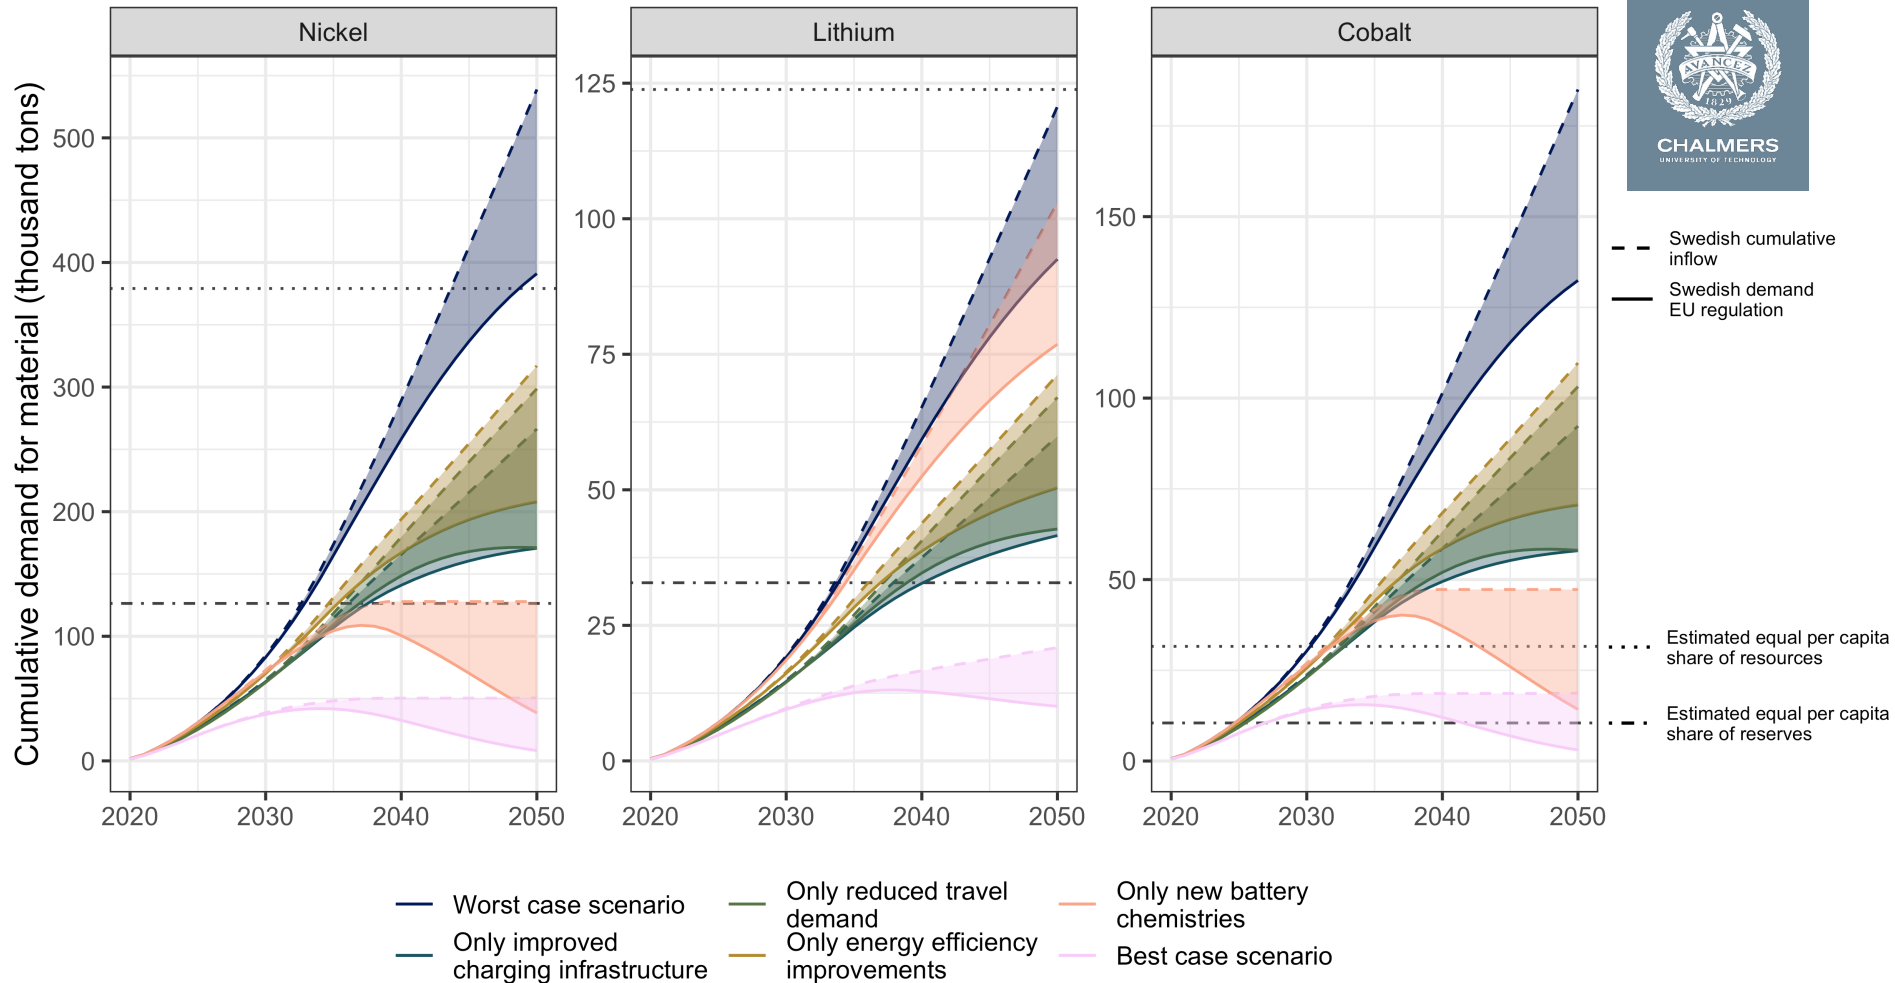 Nickel
Lithium
Cobalt
AVANCEZ
1829
CHALMERS
UNIVERSITY OF TECHNOLOGY
Cumulative demand for material (thousand tons)
500
400
300
200
100
0
125
100
75
50
25
0
150
100
50
0
2020 2030 2040 2050
2020 2030 2040 2050
2020 2030 2040 2050
Swedish cumulative
inflow
Swedish demand
EU regulation
Estimated equal per capita
share of resources
Estimated equal per capita
share of reserves
Worst case scenario
Only improved
charging infrastructure
Only reduced travel
demand
Only energy efficiency
improvements
Only new battery
chemistries
Best case scenario